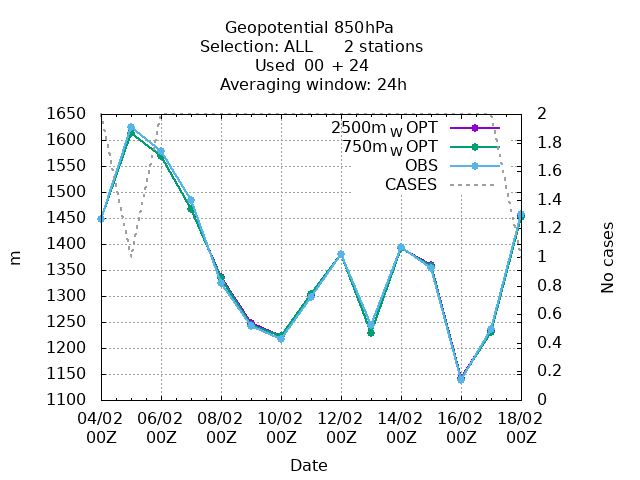 Geopotential 850hPa
Selection: ALL      2 stations
Used  00  + 24
Averaging window: 24h
1650
1600
1550
1500
1450
1400
1350
1300
1250
1200
1150
1100
m
2
1.8
1.6
1.4
1.2
1
0.8
0.6
0.4
0.2
0
No cases
2500m W OPT
750m W OPT
OBS
CASES
04/02 06/02 08/02 10/02 12/02 14/02 16/02 18/02
00Z 00Z 00Z 00Z 00Z 00Z 00Z 00Z
Date